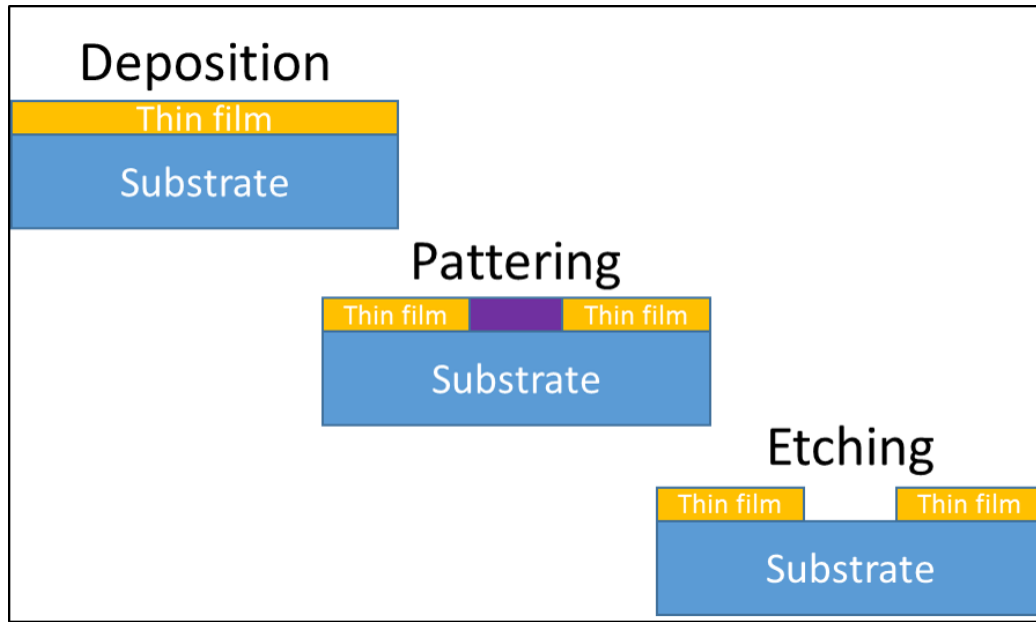 Deposition
Thin film
Substrate
Pattering
Thin film Thin film
Substrate
Etching
Thin film Thin film
Substrate